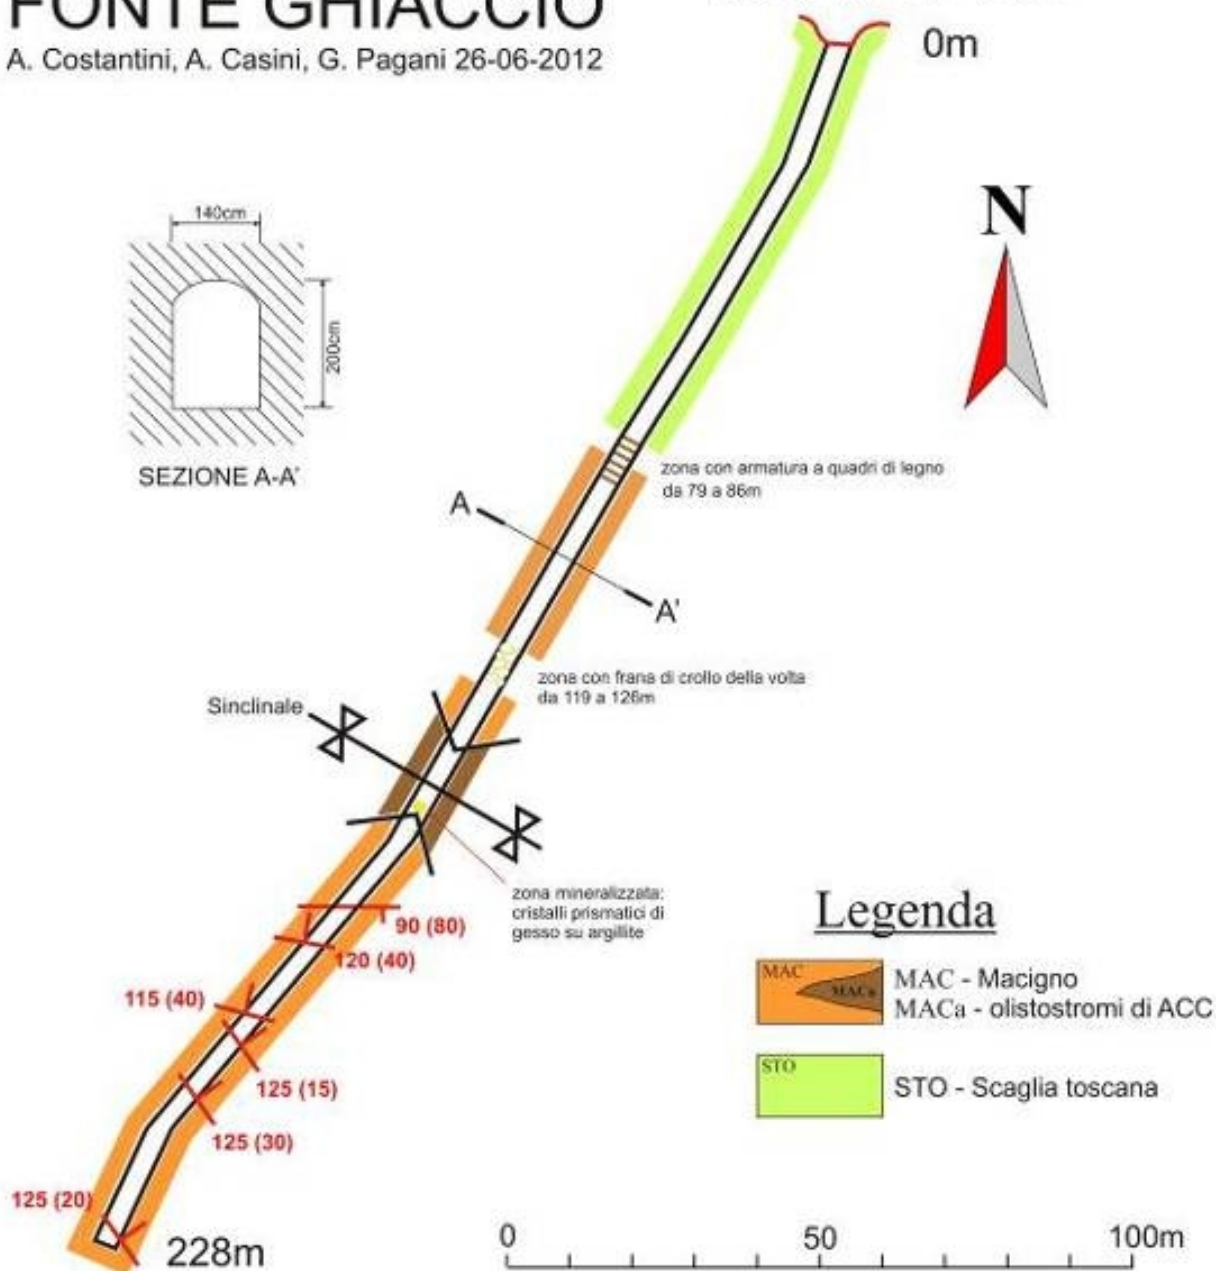 FONTE GHIACCIO
A. Costantini, A. Casini, G. Pagani 26-06-2012
0m
140cm
200cm
SEZIONE A-A'
N
zona con armatura a quadri di legno
da 79 a 86m
A
A'
zona con frana di crollo della volta
da 119 a 126m
Sinclinale
zona mineralizzata:
cristalli prismatici di
gesso su argillite
90 (80)
120 (40)
115 (40)
125 (15)
125 (30)
125 (20)
228m
Legenda
MAC
MACa
MAC - Macigno
MACa - olistostromi di ACC
STO
STO - Scaglia toscana
0
50
100m